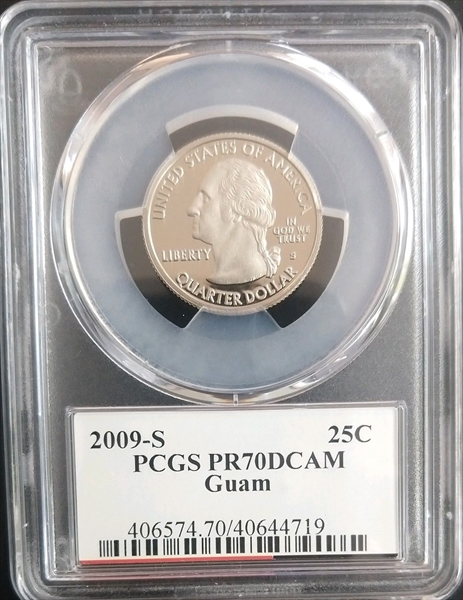 UNITED STATES OF AMERICA
LIBERTY
IN
GOD WE
TRUST
S
QUARTER DOLLAR
2009-S 25C
PCGS PR70DCAM
Guam
406574.70/40644719